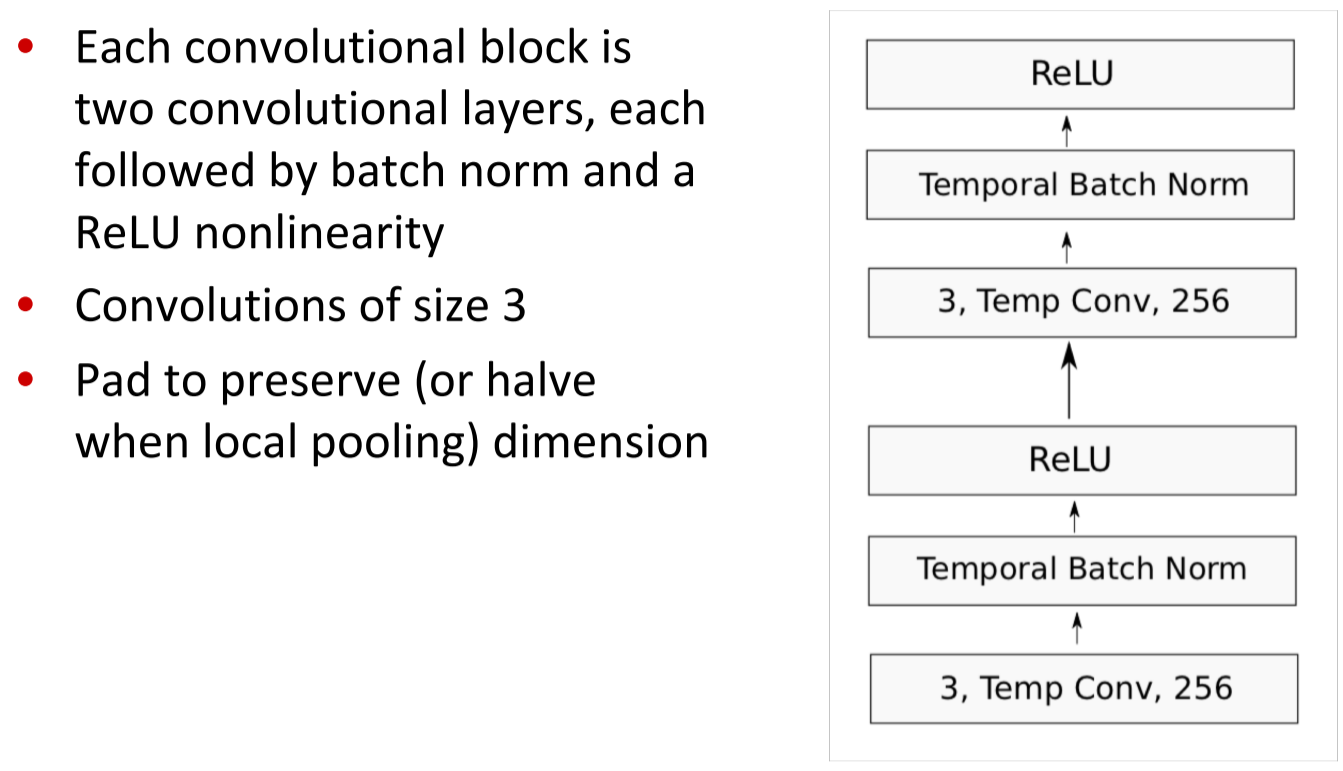 • Each convolutional block is
two convolutional layers, each
followed by batch norm and a
ReLU nonlinearity
• Convolutions of size 3
• Pad to preserve (or halve
when local pooling) dimension
ReLU
Temporal Batch Norm
3, Temp Conv, 256
ReLU
Temporal Batch Norm
3, Temp Conv, 256